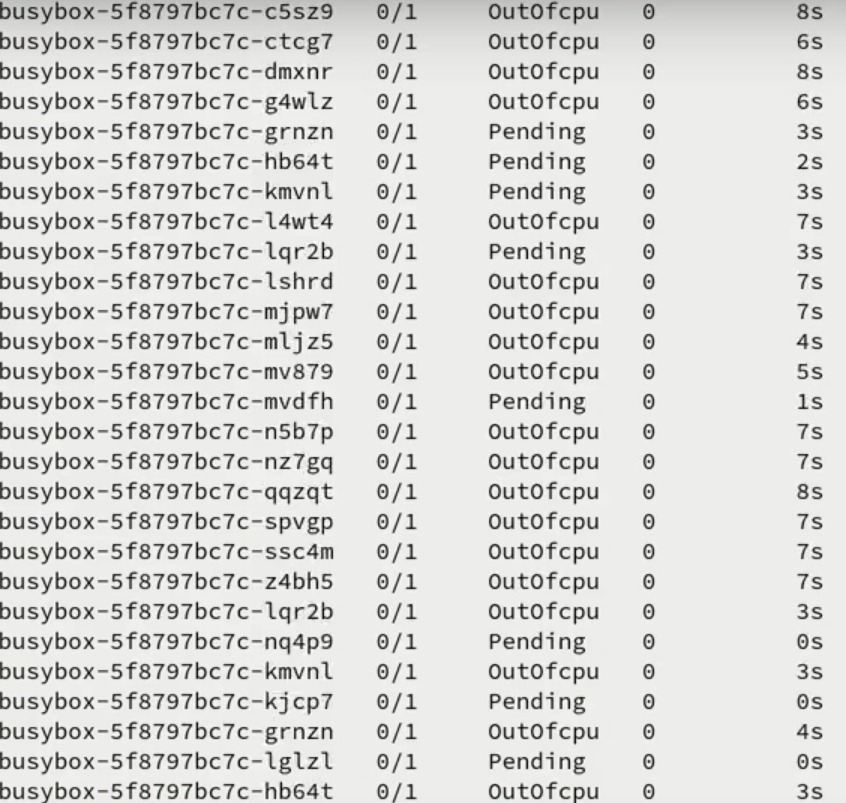 busybox-5f8797bc7c-c5sz9 0/1 OutOfcpu 0 8s
busybox-5f8797bc7c-ctcg7 0/1 OutOfcpu 0 6s
busybox-5f8797bc7c-dmxnr 0/1 OutOfcpu 0 8s
busybox-5f8797bc7c-g4wlz 0/1 OutOfcpu 0 6s
busybox-5f8797bc7c-grnzn 0/1 Pending 0 3s
busybox-5f8797bc7c-hb64t 0/1 Pending 0 2s
busybox-5f8797bc7c-kmvnl 0/1 Pending 0 3s
busybox-5f8797bc7c-l4wt4 0/1 OutOfcpu 0 7s
busybox-5f8797bc7c-lqr2b 0/1 Pending 0 3s
busybox-5f8797bc7c-lshrd 0/1 OutOfcpu 0 7s
busybox-5f8797bc7c-mjpw7 0/1 OutOfcpu 0 7s
busybox-5f8797bc7c-mljz5 0/1 OutOfcpu 0 4s
busybox-5f8797bc7c-mv879 0/1 OutOfcpu 0 5s
busybox-5f8797bc7c-mvdfh 0/1 Pending 0 1s
busybox-5f8797bc7c-n5b7p 0/1 OutOfcpu 0 7s
busybox-5f8797bc7c-nz7gq 0/1 OutOfcpu 0 7s
busybox-5f8797bc7c-qqzqt 0/1 OutOfcpu 0 8s
busybox-5f8797bc7c-spvgp 0/1 OutOfcpu 0 7s
busybox-5f8797bc7c-ssc4m 0/1 OutOfcpu 0 7s
busybox-5f8797bc7c-z4bh5 0/1 OutOfcpu 0 7s
busybox-5f8797bc7c-lqr2b 0/1 OutOfcpu 0 3s
busybox-5f8797bc7c-nq4p9 0/1 Pending 0 0s
busybox-5f8797bc7c-kmvnl 0/1 OutOfcpu 0 3s
busybox-5f8797bc7c-kjcp7 0/1 Pending 0 0s
busybox-5f8797bc7c-grnzn 0/1 OutOfcpu 0 4s
busybox-5f8797bc7c-lglzl 0/1 Pending 0 0s
busybox-5f8797bc7c-hb64t 0/1 OutOfcpu 0 3s